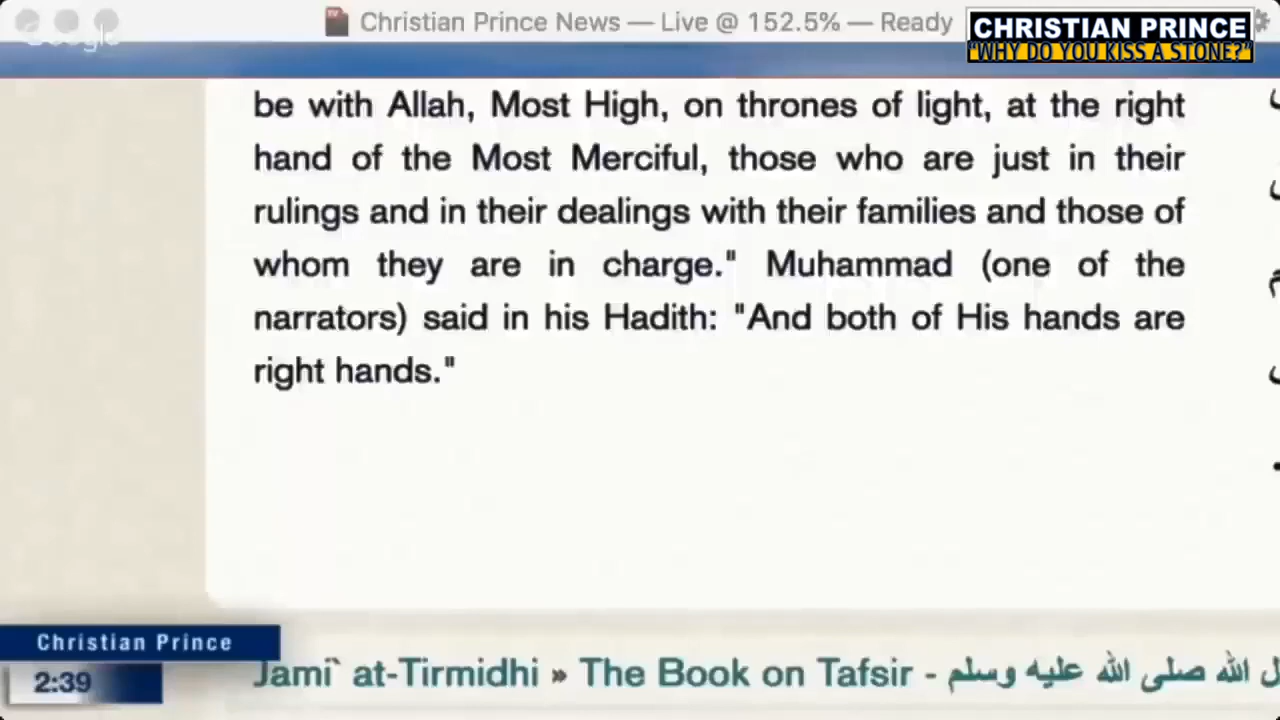 Christian Prince News — Live @ 152.5% — Ready
CHRISTIAN PRINCE
"WHY DO YOU KISS A STONE?"
Google
be with Allah, Most High, on thrones of light, at the right
hand of the Most Merciful, those who are just in their
rulings and in their dealings with their families and those of
whom they are in charge." Muhammad (one of the
narrators) said in his Hadith: "And both of His hands are
right hands."
Christian Prince
2:39
Jami` at-Tirmidhi » The Book on Tafsir - ل الله صلى الله عليه وسلم